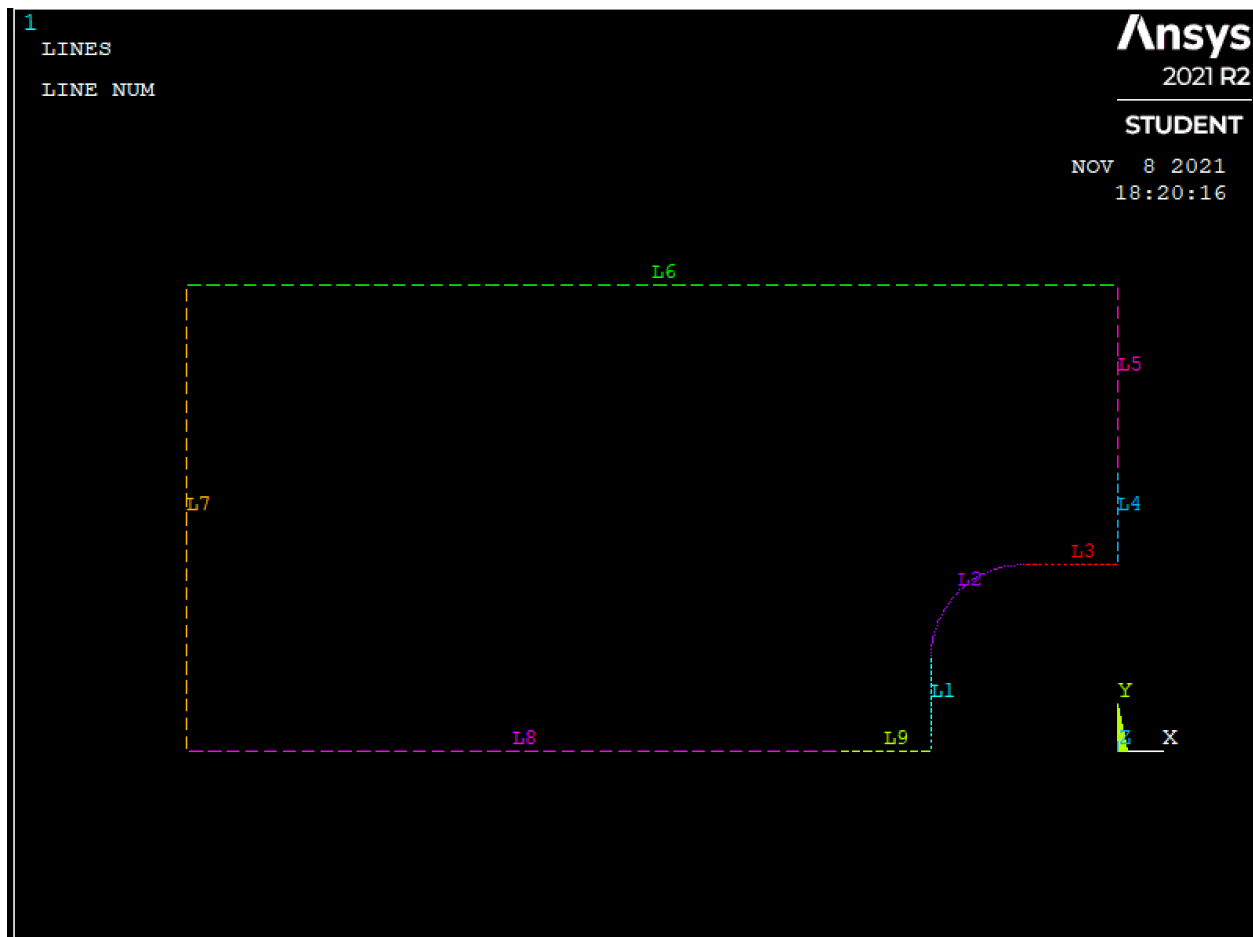 1
LINES
LINE NUM
Ansys
2021 R2
STUDENT
NOV 8 2021
18:20:16
L6
L5
L7
L4
L3
L2
L1
Y
L8
L9
Z
X